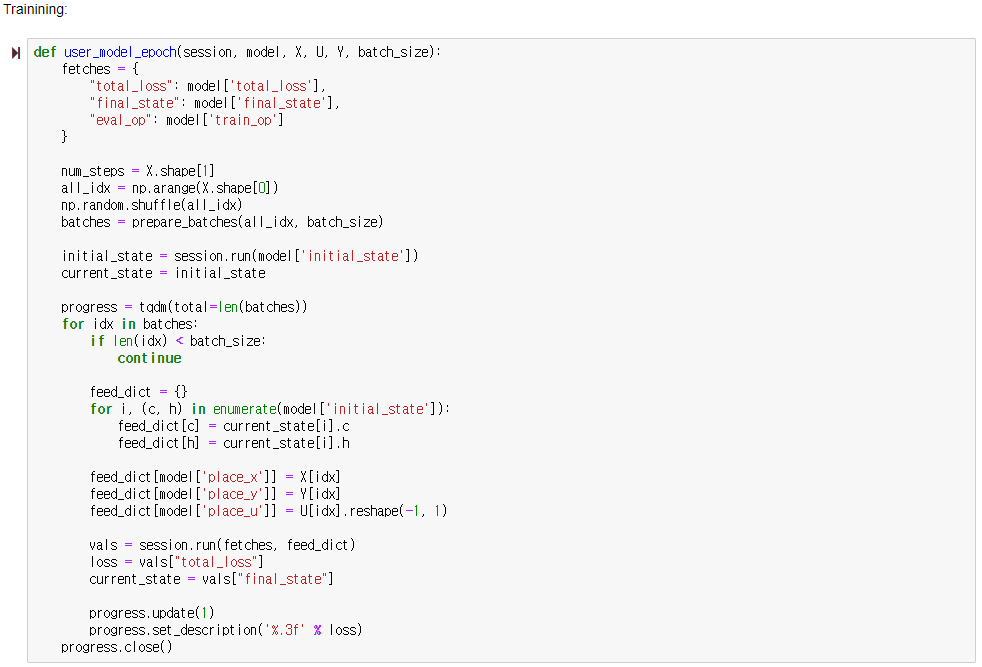 Trainining:
def user_model_epoch(session, model, X, U, Y, batch_size):
    fetches = {
        "total_loss": model['total_loss'],
        "final_state": model['final_state'],
        "eval_op": model['train_op']
    }

    num_steps = X.shape[1]
    all_idx = np.arange(X.shape[0])
    np.random.shuffle(all_idx)
    batches = prepare_batches(all_idx, batch_size)

    initial_state = session.run(model['initial_state'])
    current_state = initial_state

    progress = tqdm(total=len(batches))
    for idx in batches:
        if len(idx) < batch_size:
            continue

        feed_dict = {}
        for i, (c, h) in enumerate(model['initial_state']):
            feed_dict[c] = current_state[i].c
            feed_dict[h] = current_state[i].h

        feed_dict[model['place_x']] = X[idx]
        feed_dict[model['place_y']] = Y[idx]
        feed_dict[model['place_u']] = U[idx].reshape(-1, 1)

        vals = session.run(fetches, feed_dict)
        loss = vals["total_loss"]
        current_state = vals["final_state"]

        progress.update(1)
        progress.set_description('%.3f' % loss)
    progress.close()